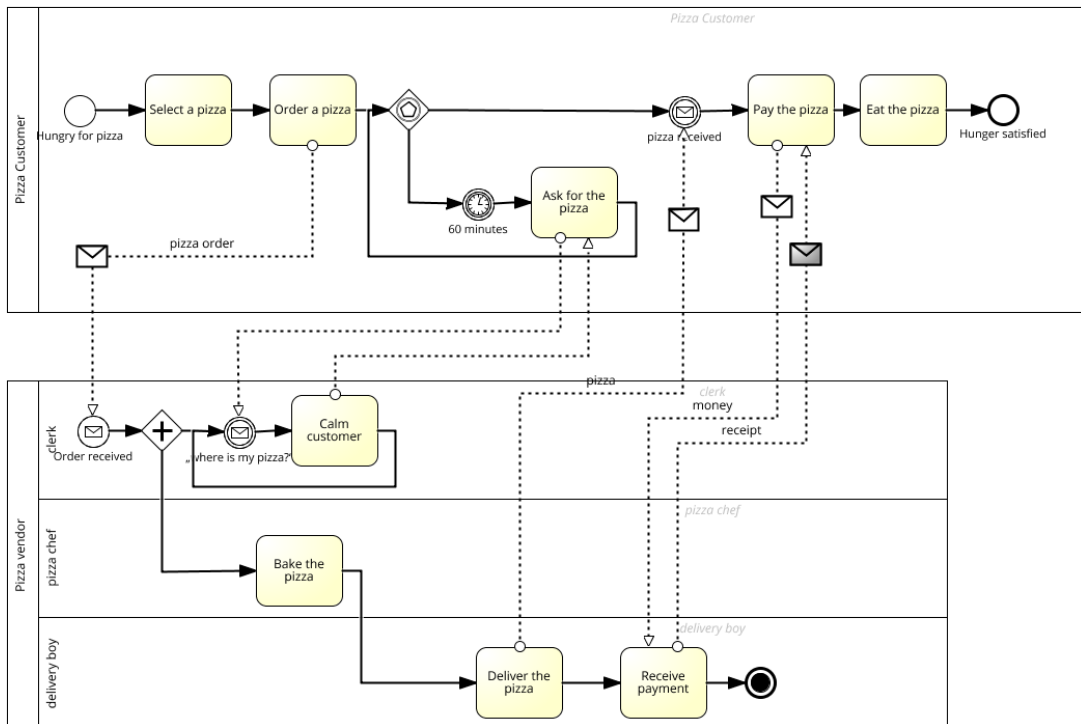 Pizza Customer
Pizza Customer
Select a pizza
Order a pizza
Pay the pizza
Eat the pizza
Hungry for pizza
pizza received
Hunger satisfied
Ask for the
pizza
60 minutes
pizza order
Pizza vendor
clerk
clerk
pizza
money
receipt
Calm
customer
Order received
„where is my pizza?“
pizza chef
pizza chef
Bake the
pizza
delivery boy
delivery boy
Deliver the
pizza
Receive
payment